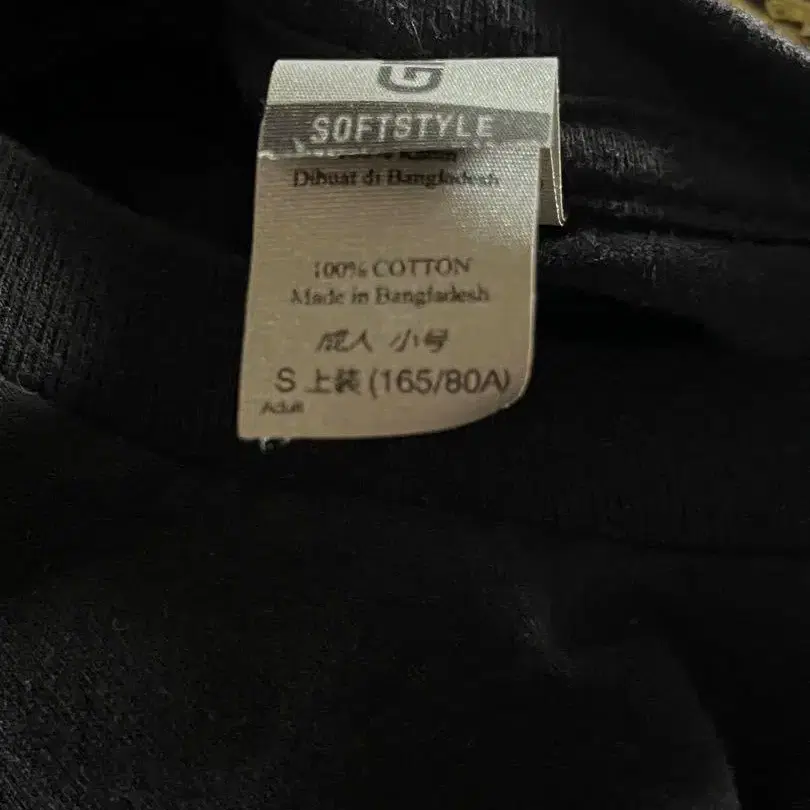 G
SOFTSTYLE
Dibuat di Bangladesh
100% COTTON
Made in Bangladesh
成人 小号
S 上装 (165/80A)
Adult